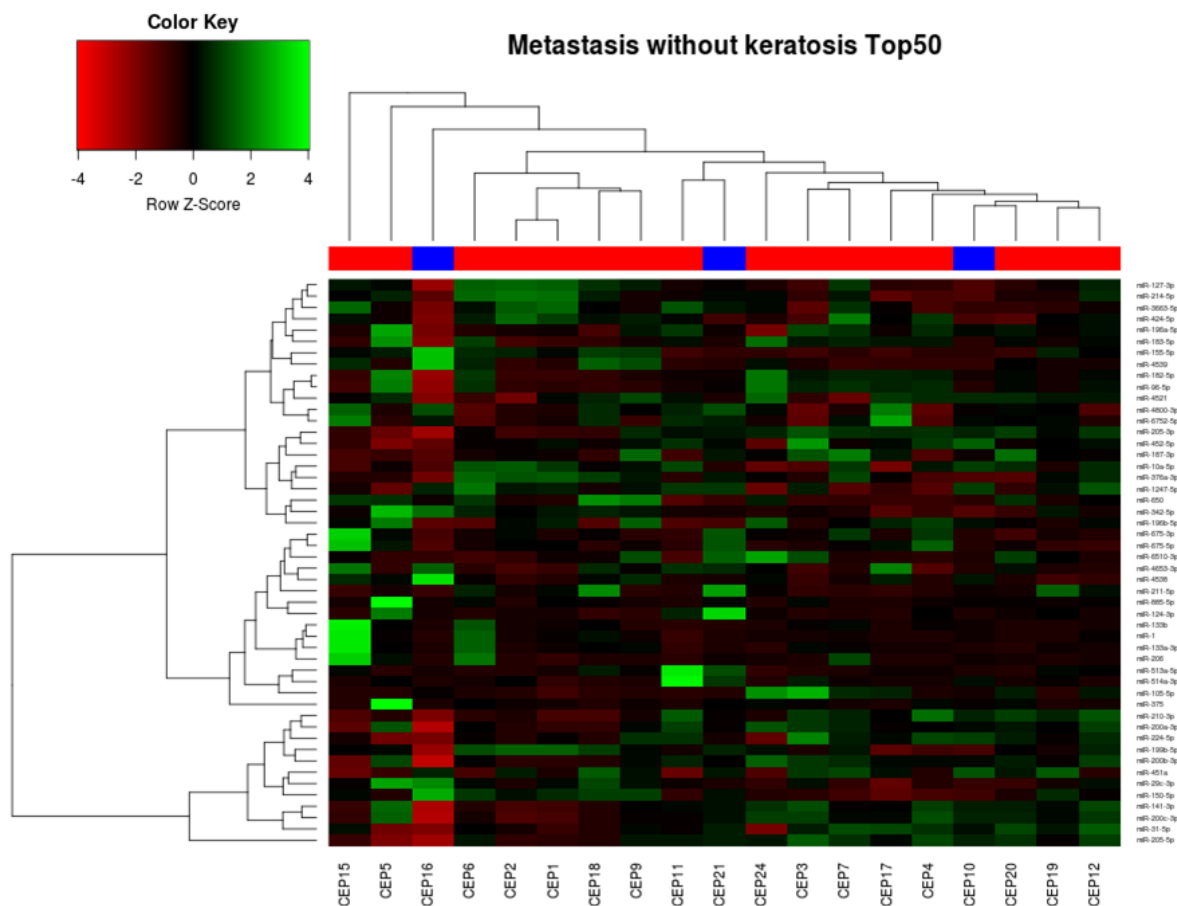 Color Key
-4 -2 0 2 4
Row Z-Score
Metastasis without keratosis Top50
miR-127-3p
miR-214-5p
miR-3663-5p
miR-424-5p
miR-196a-5p
miR-183-5p
miR-155-5p
miR-4539
miR-182-5p
miR-96-5p
miR-4521
miR-4800-3p
miR-6752-5p
miR-205-3p
miR-452-5p
miR-187-3p
miR-10a-5p
miR-376a-3p
miR-1247-5p
miR-650
miR-342-5p
miR-196b-5p
miR-675-3p
miR-675-5p
miR-6510-3p
miR-4653-3p
miR-4538
miR-211-5p
miR-665-5p
miR-124-3p
miR-133b
miR-1
miR-133a-3p
miR-206
miR-513a-5p
miR-514a-3p
miR-105-5p
miR-375
miR-210-3p
miR-200a-3p
miR-224-5p
miR-199b-5p
miR-200b-3p
miR-451a
miR-29c-3p
miR-150-5p
miR-141-3p
miR-200c-3p
miR-31-5p
miR-205-5p
CEP15 CEP5 CEP16 CEP6 CEP2 CEP1 CEP18 CEP9 CEP11 CEP21 CEP24 CEP3 CEP7 CEP17 CEP4 CEP10 CEP20 CEP19 CEP12